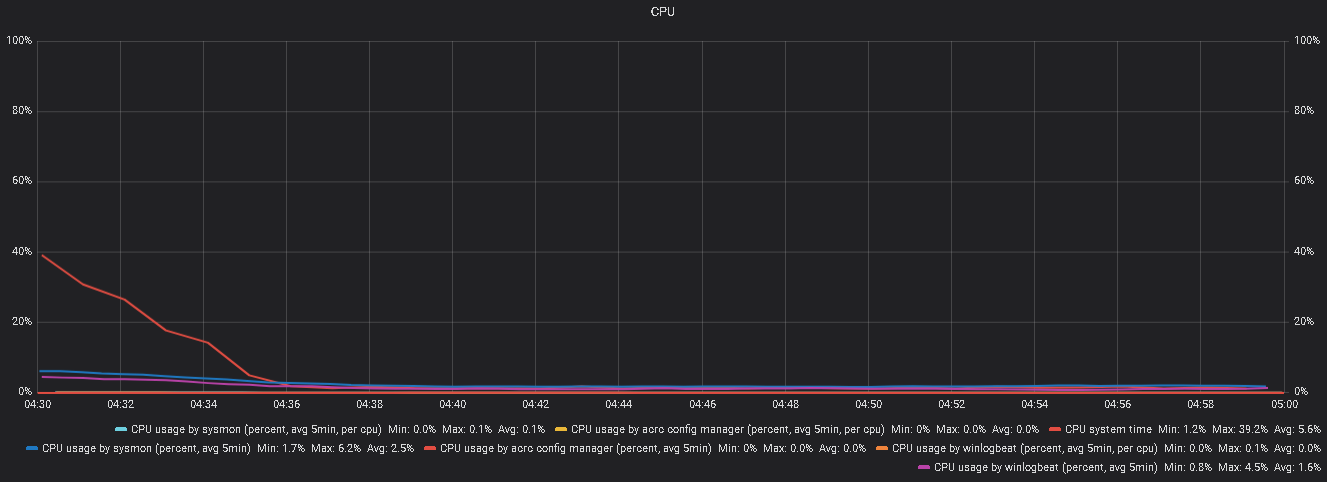 CPU
100% 100%
80% 80%
60% 60%
40% 40%
20% 20%
0% 0%
04:30 04:32 04:34 04:36 04:38 04:40 04:42 04:44 04:46 04:48 04:50 04:52 04:54 04:56 04:58 05:00
CPU usage by sysmon (percent, avg 5min, per cpu) Min: 0.0% Max: 0.1% Avg: 0.1% CPU usage by acrc config manager (percent, avg 5min, per cpu) Min: 0% Max: 0.0% Avg: 0.0% CPU system time Min: 1.2% Max: 39.2% Avg: 5.6%
CPU usage by sysmon (percent, avg 5min) Min: 1.7% Max: 6.2% Avg: 2.5% CPU usage by acrc config manager (percent, avg 5min) Min: 0% Max: 0.0% Avg: 0.0% CPU usage by winlogbeat (percent, avg 5min, per cpu) Min: 0.0% Max: 0.1% Avg: 0.0%
CPU usage by winlogbeat (percent, avg 5min) Min: 0.8% Max: 4.5% Avg: 1.6%